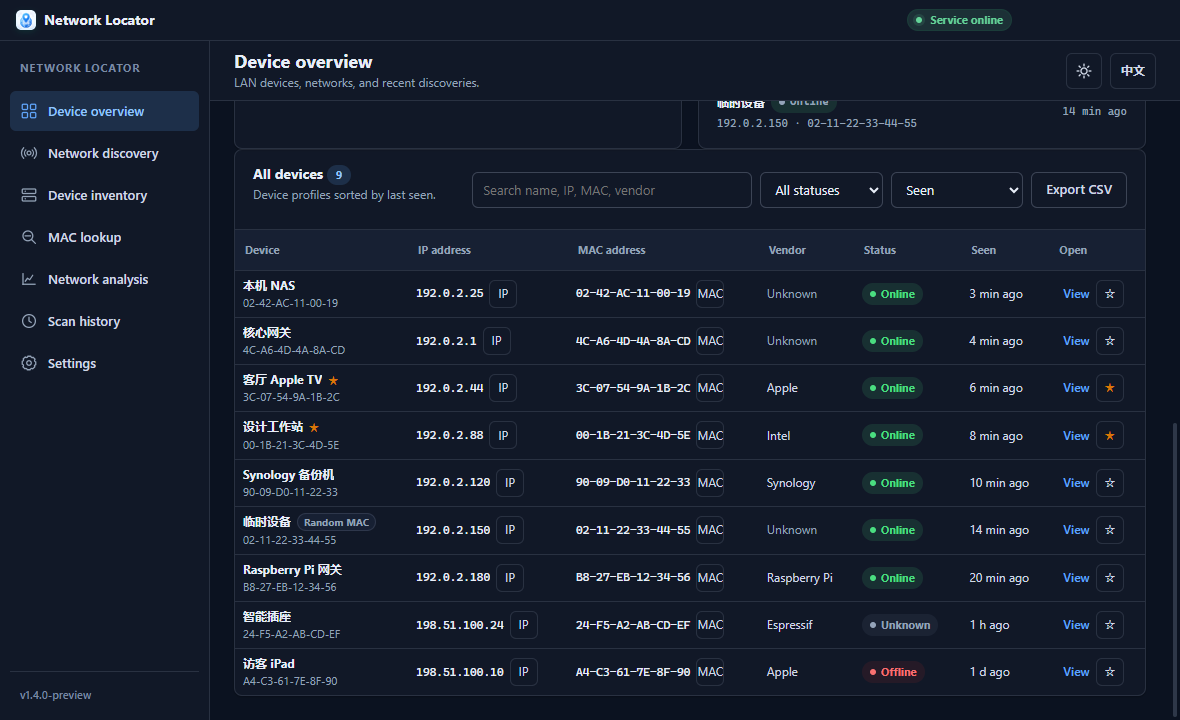 Network Locator
Service online
NETWORK LOCATOR
Device overview
Network discovery
Device inventory
MAC lookup
Network analysis
Scan history
Settings
v1.4.0-preview
Device overview
LAN devices, networks, and recent discoveries.
中文
临时设备 Online
192.0.2.150 · 02-11-22-33-44-55
14 min ago
All devices 9
Device profiles sorted by last seen.
Search name, IP, MAC, vendor
All statuses
Seen
Export CSV
Device IP address MAC address Vendor Status Seen Open
本机 NAS
02-42-AC-11-00-19
192.0.2.25 IP 02-42-AC-11-00-19 MAC Unknown Online 3 min ago View ☆
核心网关
4C-A6-4D-4A-8A-CD
192.0.2.1 IP 4C-A6-4D-4A-8A-CD MAC Unknown Online 4 min ago View ☆
客厅 Apple TV ★
3C-07-54-9A-1B-2C
192.0.2.44 IP 3C-07-54-9A-1B-2C MAC Apple Online 6 min ago View ★
设计工作站 ★
00-1B-21-3C-4D-5E
192.0.2.88 IP 00-1B-21-3C-4D-5E MAC Intel Online 8 min ago View ★
Synology 备份机
90-09-D0-11-22-33
192.0.2.120 IP 90-09-D0-11-22-33 MAC Synology Online 10 min ago View ☆
临时设备 Random MAC
02-11-22-33-44-55
192.0.2.150 IP 02-11-22-33-44-55 MAC Unknown Online 14 min ago View ☆
Raspberry Pi 网关
B8-27-EB-12-34-56
192.0.2.180 IP B8-27-EB-12-34-56 MAC Raspberry Pi Online 20 min ago View ☆
智能插座
24-F5-A2-AB-CD-EF
198.51.100.24 IP 24-F5-A2-AB-CD-EF MAC Espressif Unknown 1 h ago View ☆
访客 iPad
A4-C3-61-7E-8F-90
198.51.100.10 IP A4-C3-61-7E-8F-90 MAC Apple Offline 1 d ago View ☆